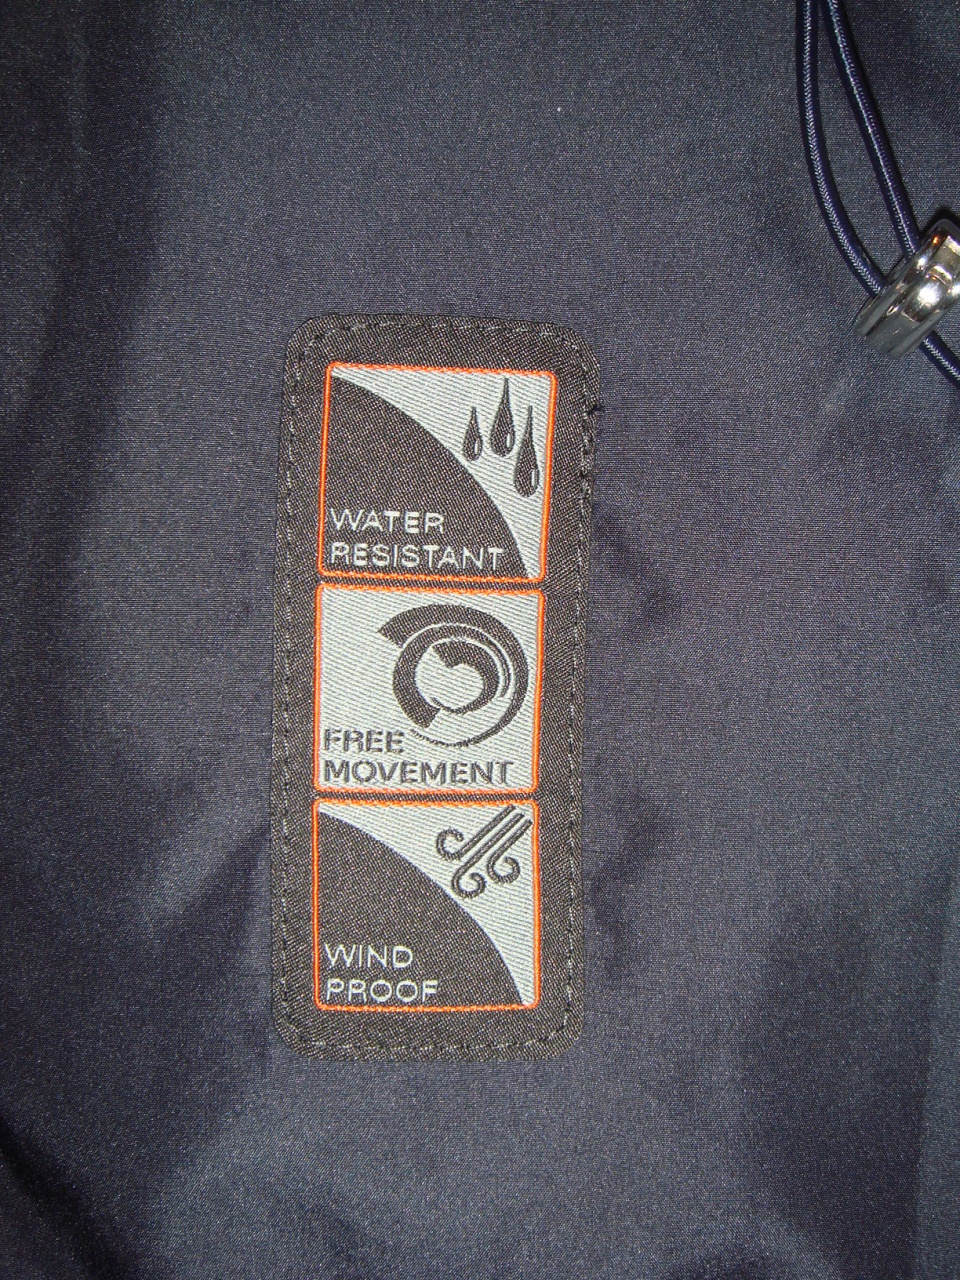 WATER
RESISTANT
FREE
MOVEMENT
WIND
PROOF